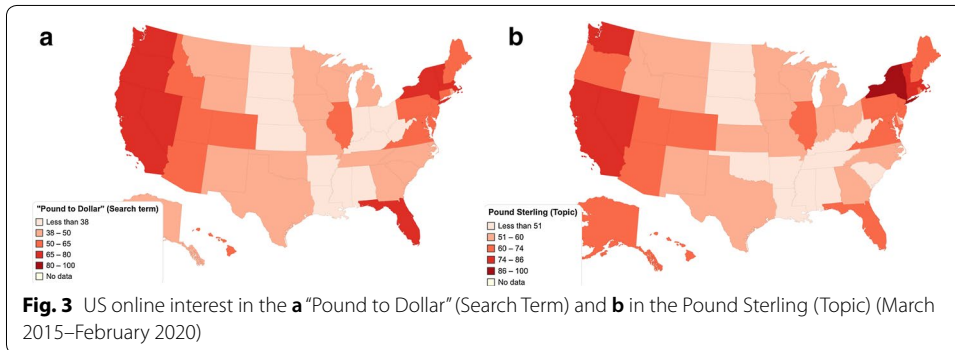 a
b
"Pound to Dollar" (Search term)
Less than 38
38 – 50
50 – 65
65 – 80
80 – 100
No data
Pound Sterling (Topic)
Less than 51
51 – 60
60 – 74
74 – 86
86 – 100
No data
Fig. 3 US online interest in the a "Pound to Dollar" (Search Term) and b in the Pound Sterling (Topic) (March
2015–February 2020)